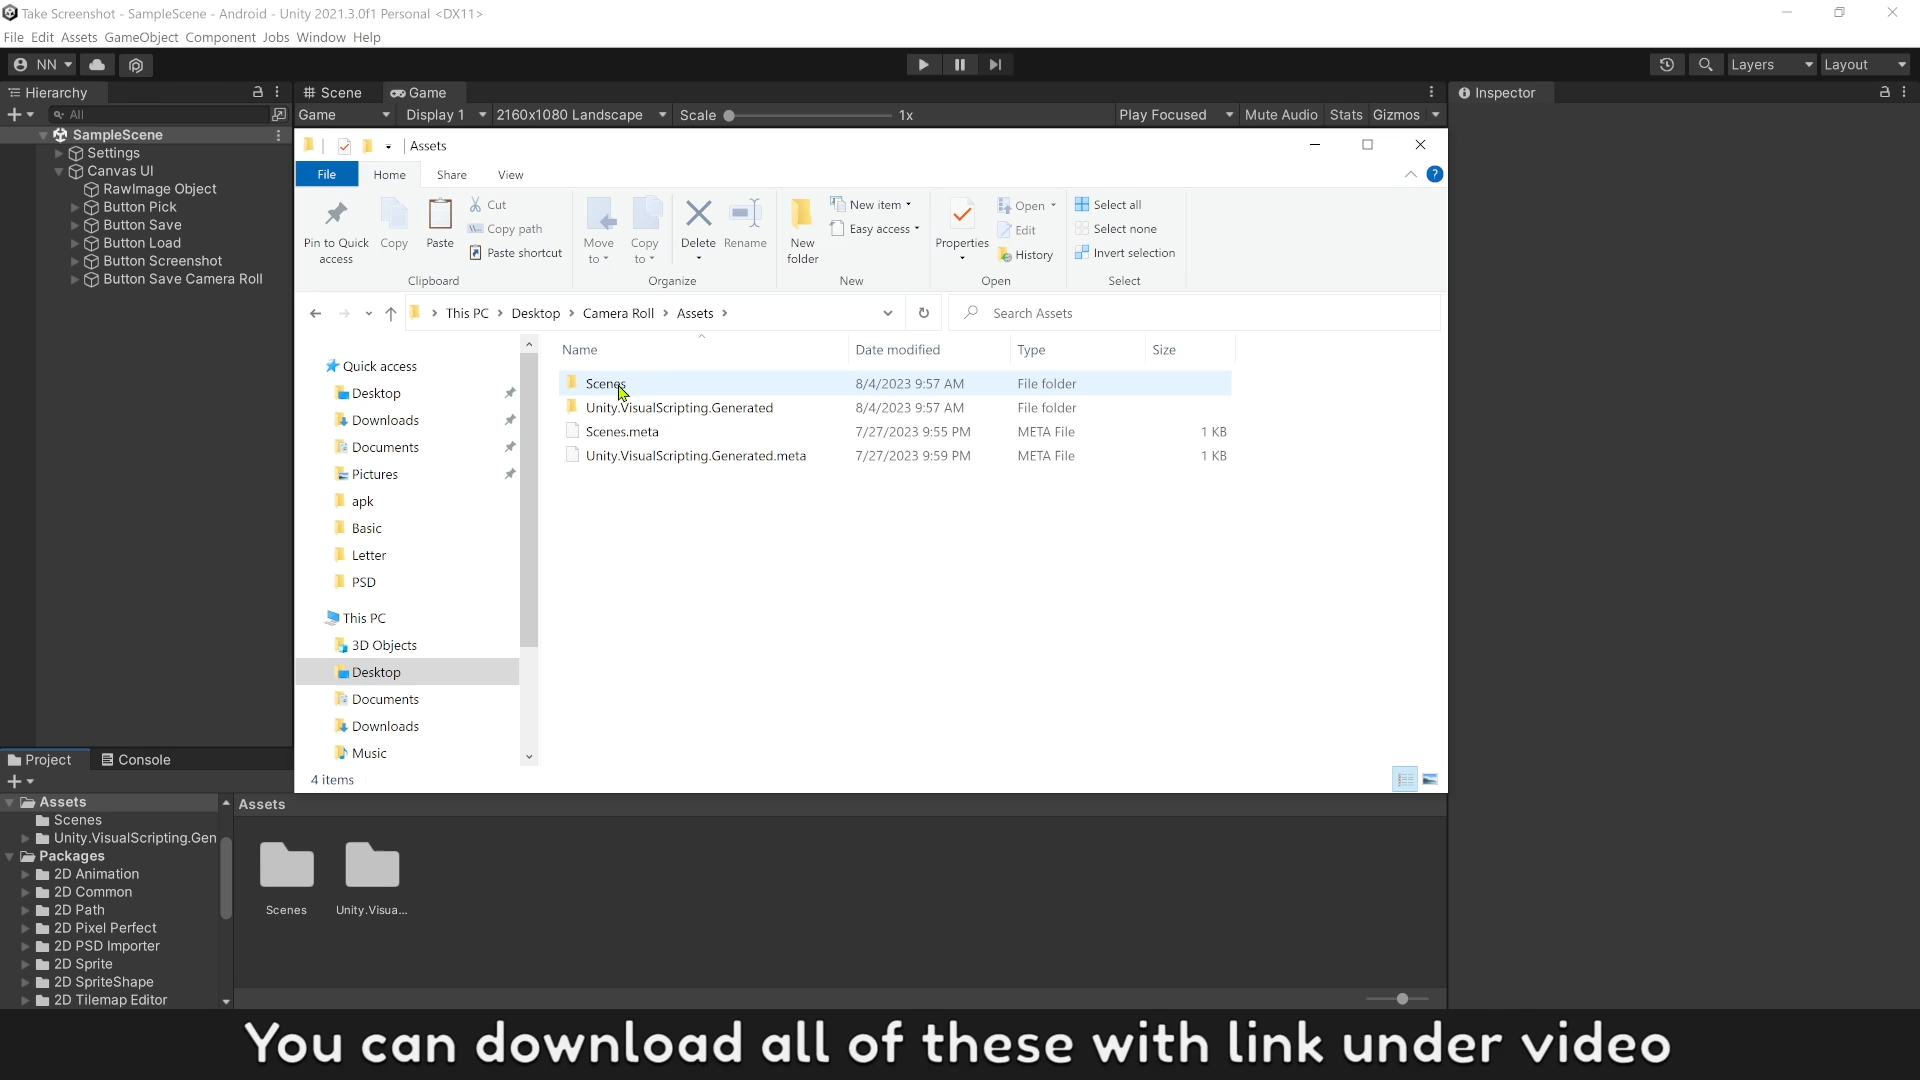 Take Screenshot - SampleScene - Android - Unity 2021.3.0f1 Personal <DX11>
File Edit Assets GameObject Component Jobs Window Help
NN
Layers
Layout
Hierarchy
All
SampleScene
Settings
Canvas UI
RawImage Object
Button Pick
Button Save
Button Load
Button Screenshot
Button Save Camera Roll
Scene
Game
Game
Display 1
2160x1080 Landscape
Scale
1x
Play Focused
Mute Audio
Stats
Gizmos
Inspector
Assets
File
Home
Share
View
Pin to Quick access
Copy
Paste
Cut
Copy path
Paste shortcut
Clipboard
Move to
Copy to
Delete
Rename
Organize
New folder
New item
Easy access
New
Properties
Open
Edit
History
Open
Select all
Select none
Invert selection
Select
This PC > Desktop > Camera Roll > Assets >
Search Assets
Quick access
Desktop
Downloads
Documents
Pictures
apk
Basic
Letter
PSD
This PC
3D Objects
Desktop
Documents
Downloads
Music
Name Date modified Type Size
Scenes 8/4/2023 9:57 AM File folder
Unity.VisualScripting.Generated 8/4/2023 9:57 AM File folder
Scenes.meta 7/27/2023 9:55 PM META File 1 KB
Unity.VisualScripting.Generated.meta 7/27/2023 9:59 PM META File 1 KB
4 items
Project
Console
Assets
Scenes
Unity.VisualScripting.Gen
Packages
2D Animation
2D Common
2D Path
2D Pixel Perfect
2D PSD Importer
2D Sprite
2D SpriteShape
2D Tilemap Editor
Assets
Scenes
Unity.Visua...
You can download all of these with link under video